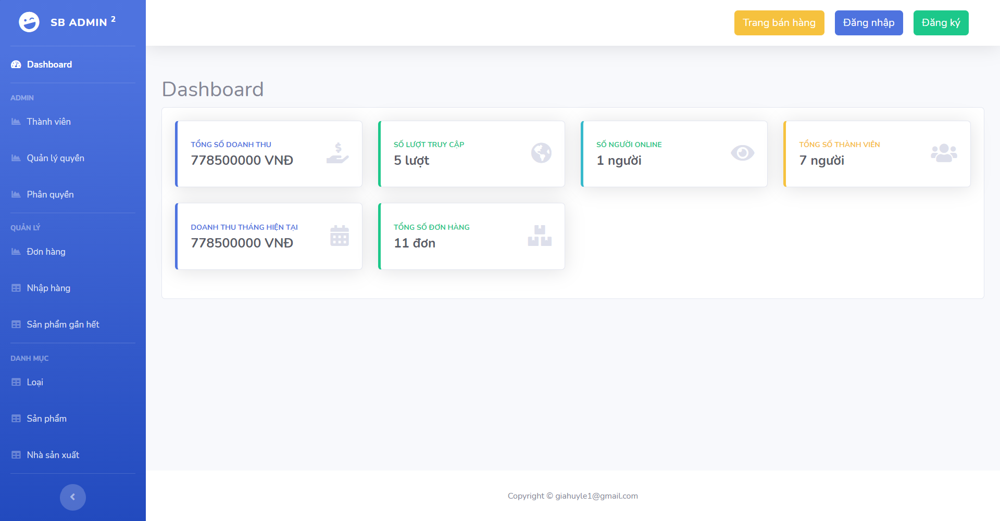 SB ADMIN 2
Dashboard
ADMIN
Thành viên
Quản lý quyền
Phân quyền
QUẢN LÝ
Đơn hàng
Nhập hàng
Sản phẩm gần hết
DANH MỤC
Loại
Sản phẩm
Nhà sản xuất
Trang bán hàng
Đăng nhập
Đăng ký
Dashboard
TỔNG SỐ DOANH THU
778500000 VNĐ
SỐ LƯỢT TRUY CẬP
5 lượt
SỐ NGƯỜI ONLINE
1 người
TỔNG SỐ THÀNH VIÊN
7 người
DOANH THU THÁNG HIỆN TẠI
778500000 VNĐ
TỔNG SỐ ĐƠN HÀNG
11 đơn
Copyright © giahuyle1@gmail.com